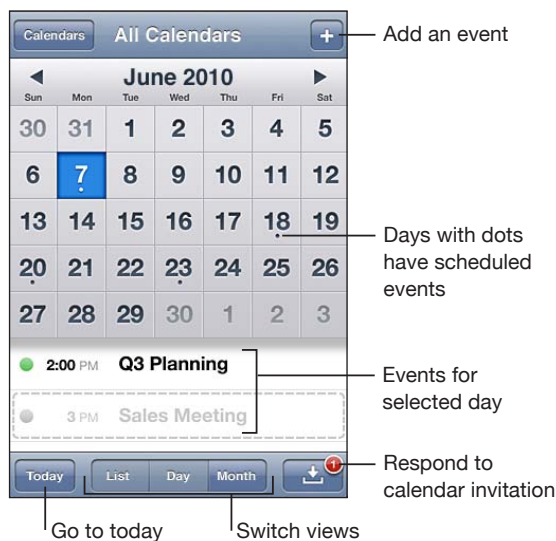 Calendars All Calendars +
Add an event
June 2010
Sun Mon Tue Wed Thu Fri Sat
30 31 1 2 3 4 5
6 7 8 9 10 11 12
13 14 15 16 17 18 19
20 21 22 23 24 25 26
27 28 29 30 1 2 3
Days with dots
have scheduled
events
2:00 PM Q3 Planning
3 PM Sales Meeting
Events for
selected day
Today List Day Month 1
Respond to
calendar invitation
Go to today
Switch views